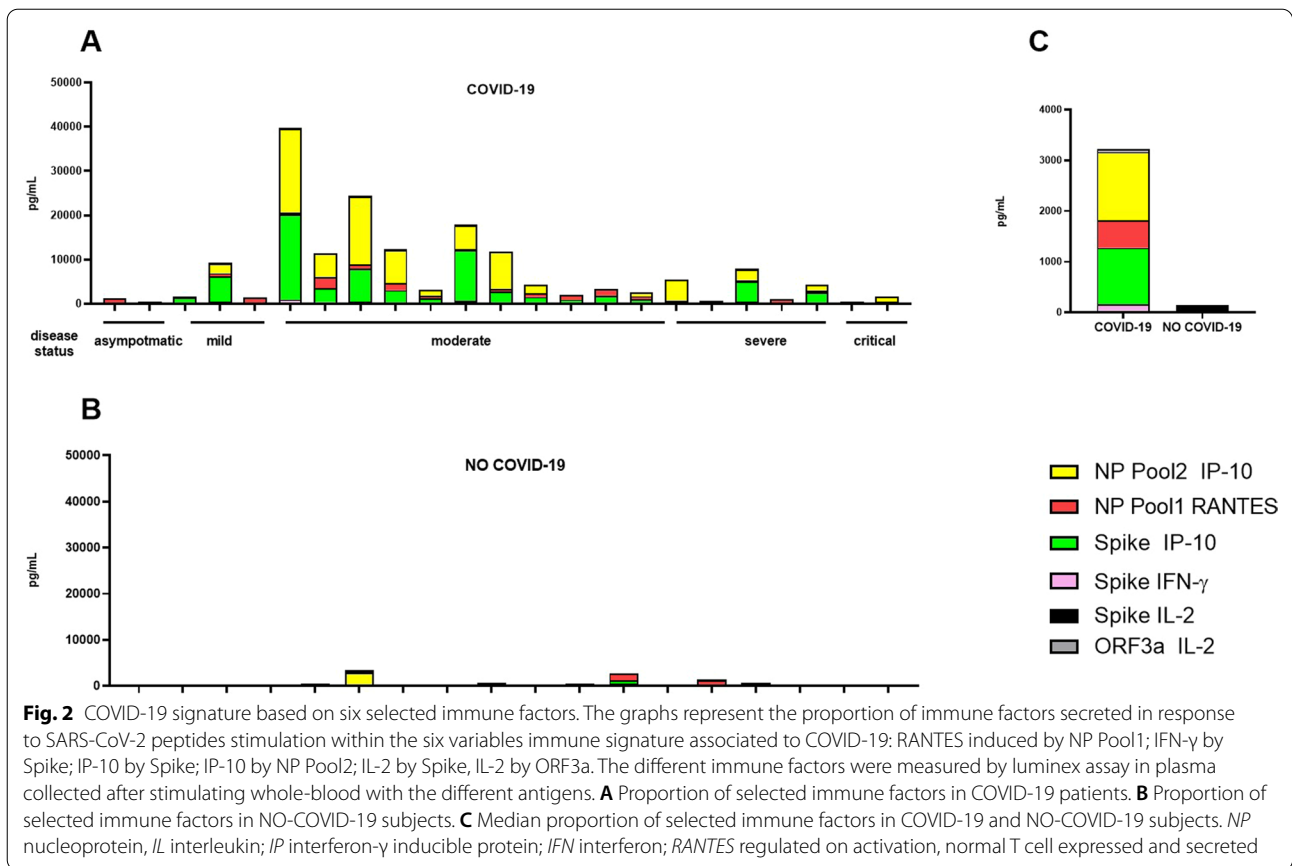 A
COVID-19
pg/mL
50000
40000
30000
20000
10000
0
disease
status
asympotmatic
mild
moderate
severe
critical
C
pg/mL
4000
3000
2000
1000
0
COVID-19
NO COVID-19
B
NO COVID-19
pg/mL
50000
40000
30000
20000
10000
0
NP Pool2 IP-10
NP Pool1 RANTES
Spike IP-10
Spike IFN-γ
Spike IL-2
ORF3a IL-2
Fig. 2 COVID-19 signature based on six selected immune factors. The graphs represent the proportion of immune factors secreted in response
to SARS-CoV-2 peptides stimulation within the six variables immune signature associated to COVID-19: RANTES induced by NP Pool1; IFN-γ by
Spike; IP-10 by Spike; IP-10 by NP Pool2; IL-2 by Spike, IL-2 by ORF3a. The different immune factors were measured by luminex assay in plasma
collected after stimulating whole-blood with the different antigens. A Proportion of selected immune factors in COVID-19 patients. B Proportion of
selected immune factors in NO-COVID-19 subjects. C Median proportion of selected immune factors in COVID-19 and NO-COVID-19 subjects. NP
nucleoprotein, IL interleukin; IP interferon-γ inducible protein; IFN interferon; RANTES regulated on activation, normal T cell expressed and secreted